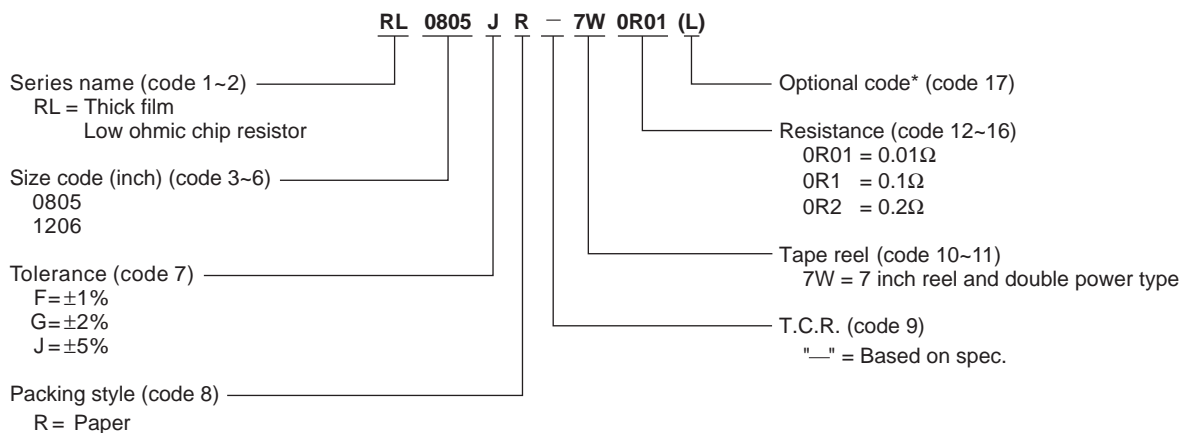 RL 0805 J R — 7W 0R01 (L)
Series name (code 1~2)
RL = Thick film
Low ohmic chip resistor
Size code (inch) (code 3~6)
0805
1206
Tolerance (code 7)
F=±1%
G=±2%
J=±5%
Packing style (code 8)
R= Paper
Optional code* (code 17)
Resistance (code 12~16)
0R01 = 0.01Ω
0R1 = 0.1Ω
0R2 = 0.2Ω
Tape reel (code 10~11)
7W = 7 inch reel and double power type
T.C.R. (code 9)
"—" = Based on spec.